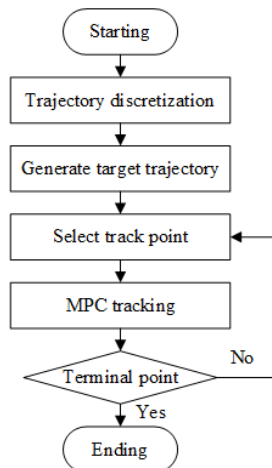 Starting
Trajectory discretization
Generate target trajectory
Select track point
MPC tracking
Terminal point
No
Yes
Ending